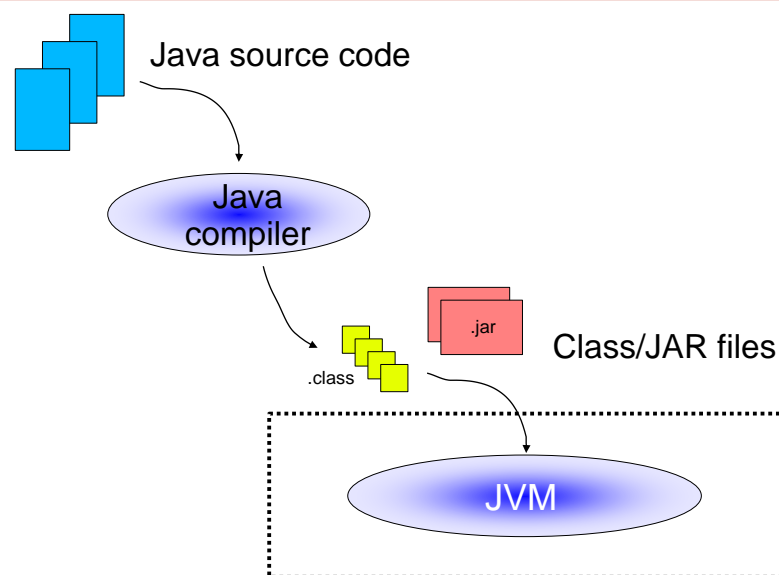 Java source code
Java
compiler
.jar
Class/JAR files
.class
JVM